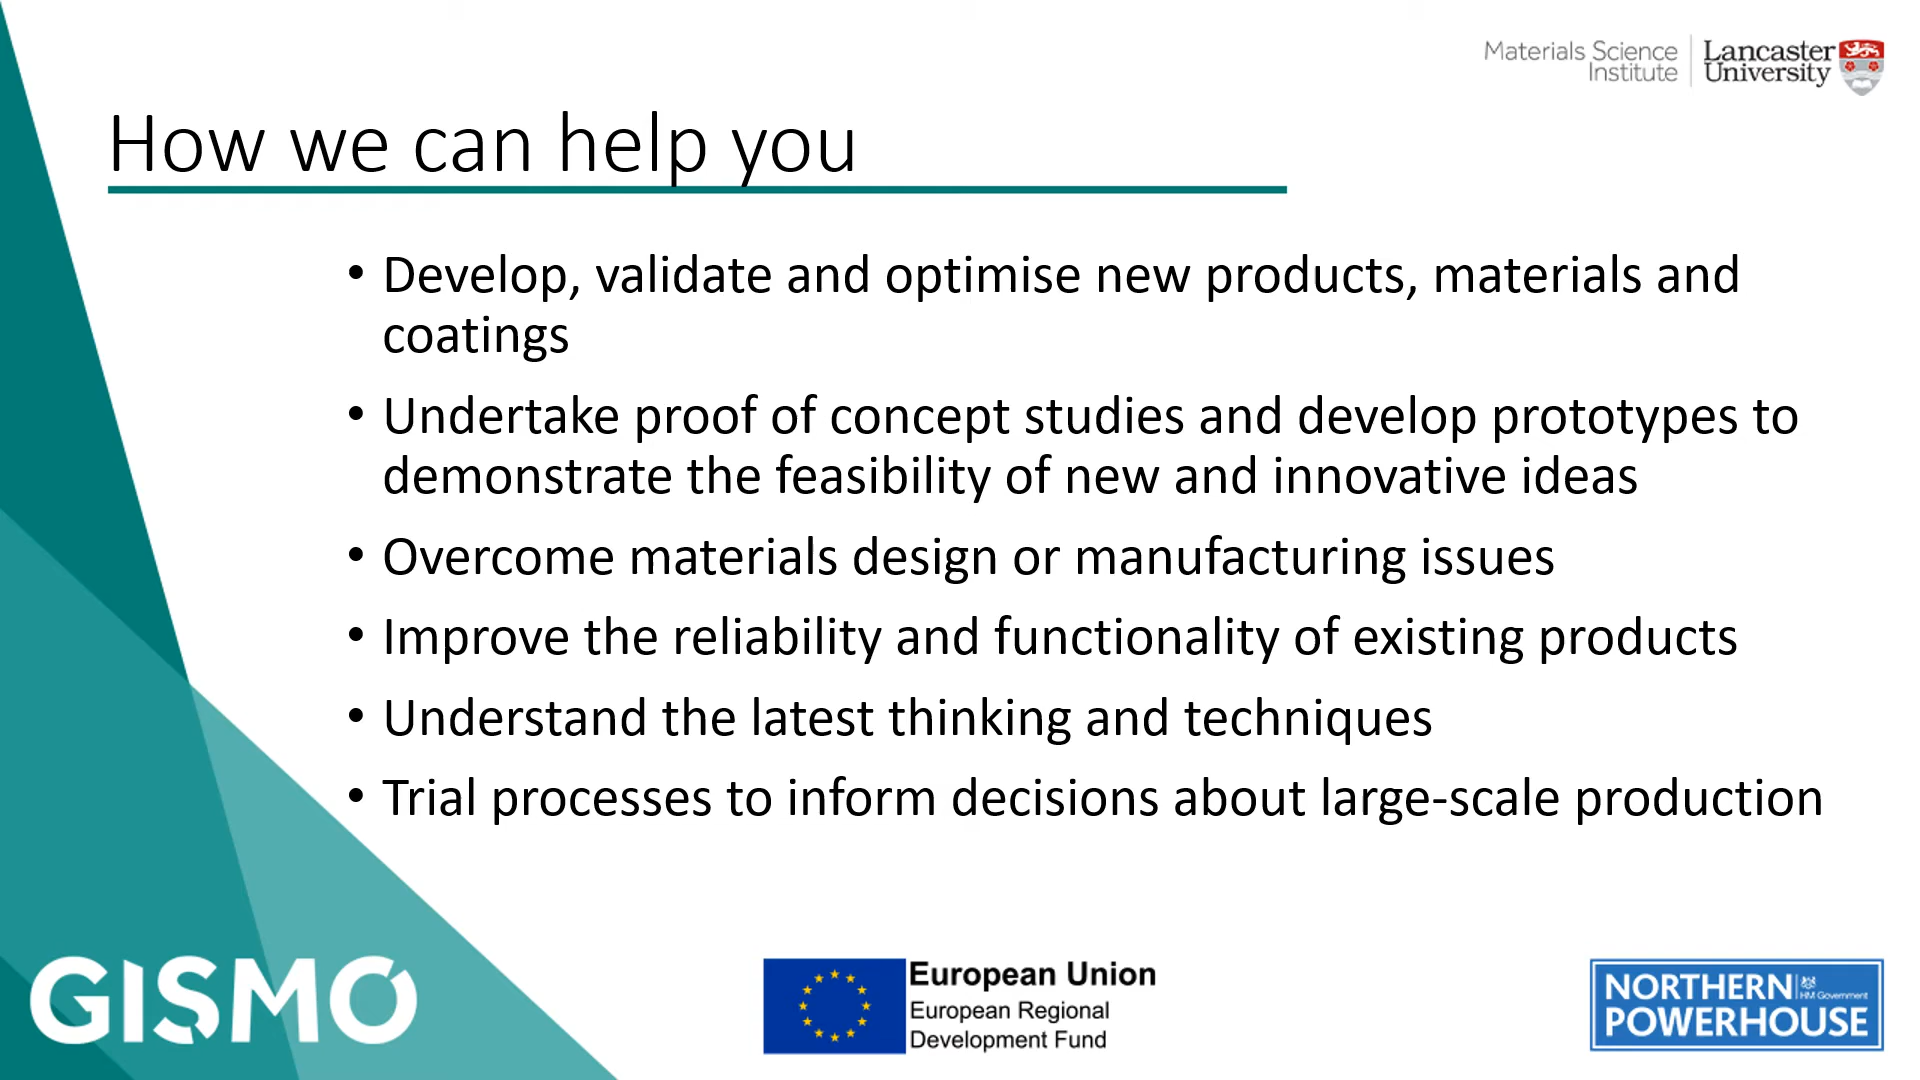 Materials Science
Institute
Lancaster
University
How we can help you
• Develop, validate and optimise new products, materials and
coatings
• Undertake proof of concept studies and develop prototypes to
demonstrate the feasibility of new and innovative ideas
• Overcome materials design or manufacturing issues
• Improve the reliability and functionality of existing products
• Understand the latest thinking and techniques
• Trial processes to inform decisions about large-scale production
GISMO
European Union
European Regional
Development Fund
NORTHERN
HM Government
POWERHOUSE